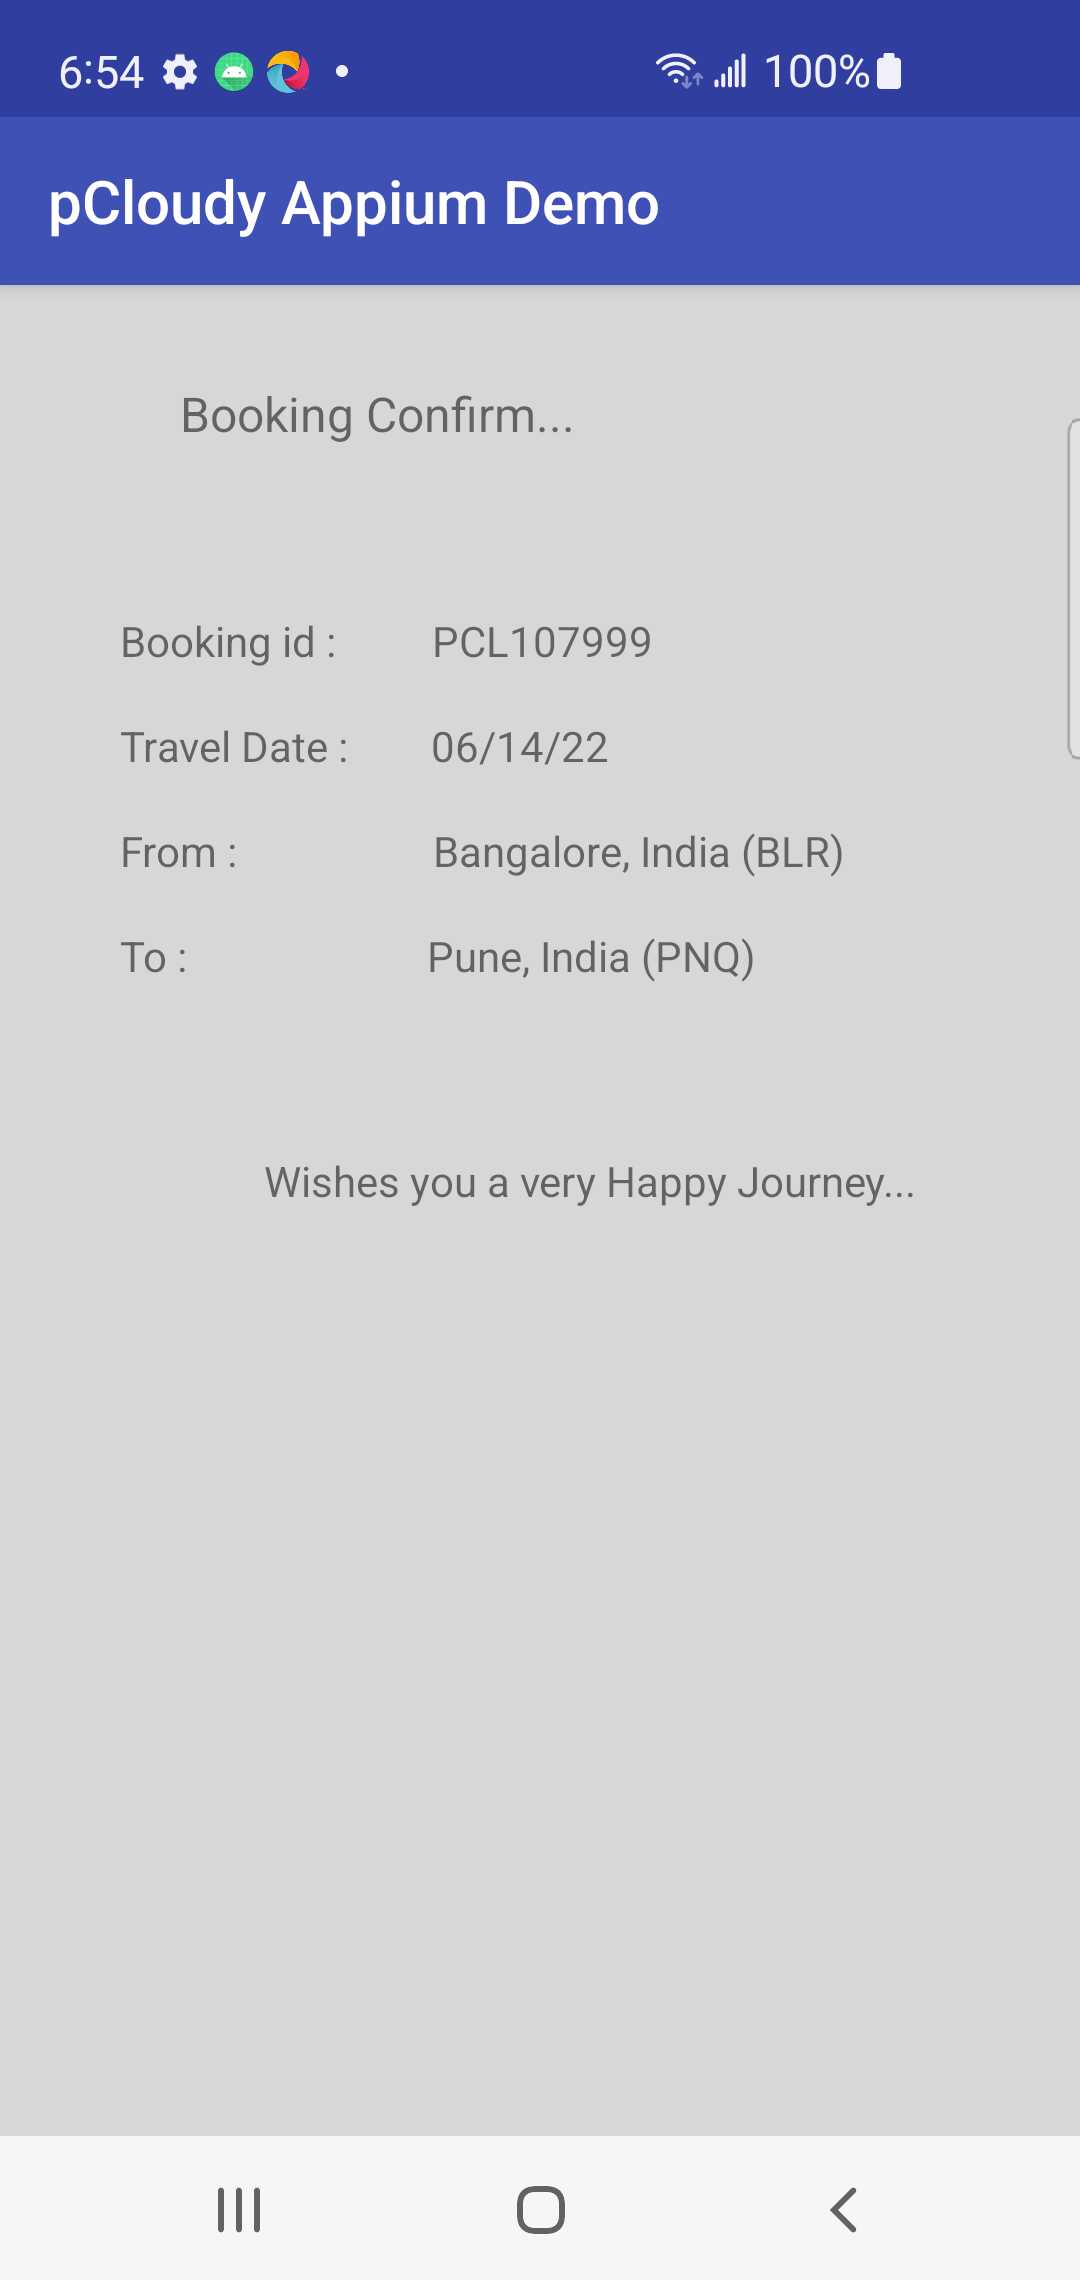 6:54 100%
pCloudy Appium Demo
Booking Confirm...
Booking id : PCL107999
Travel Date : 06/14/22
From : Bangalore, India (BLR)
To : Pune, India (PNQ)
Wishes you a very Happy Journey...